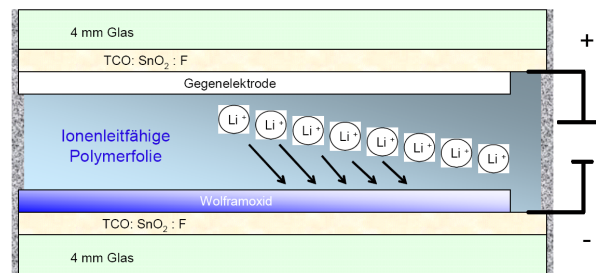 4 mm Glas
+
TCO: SnO₂ : F
Gegenelektrode
Ionenleitfähige
Polymerfolie
Li⁺ Li⁺ Li⁺ Li⁺ Li⁺ Li⁺ Li⁺ Li⁺
Wolframoxid
TCO: SnO₂ : F
-
4 mm Glas